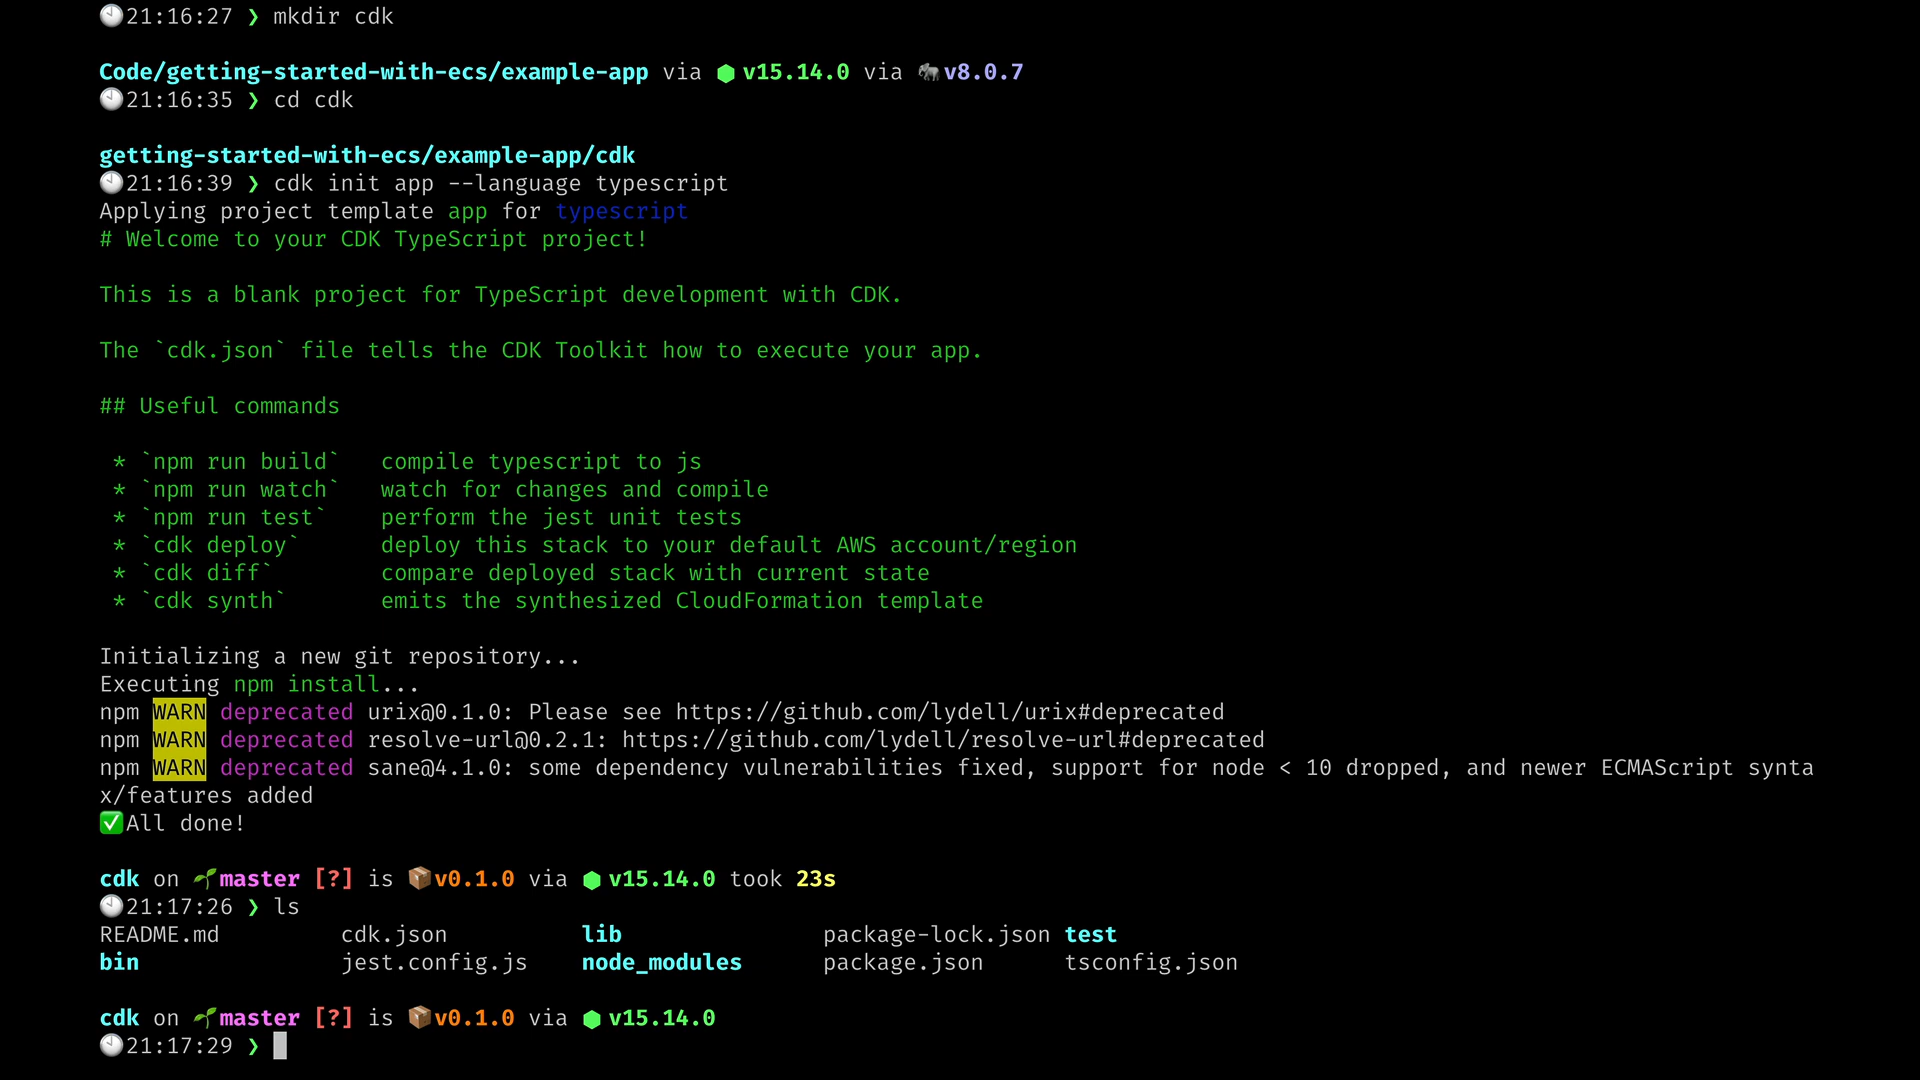 🕘21:16:27 ❯ mkdir cdk
Code/getting-started-with-ecs/example-app via ⬢ v15.14.0 via 🐘v8.0.7
🕘21:16:35 ❯ cd cdk
getting-started-with-ecs/example-app/cdk
🕘21:16:39 ❯ cdk init app --language typescript
Applying project template app for typescript
# Welcome to your CDK TypeScript project!
This is a blank project for TypeScript development with CDK.
The `cdk.json` file tells the CDK Toolkit how to execute your app.
## Useful commands
 * `npm run build`   compile typescript to js
 * `npm run watch`   watch for changes and compile
 * `npm run test`    perform the jest unit tests
 * `cdk deploy`      deploy this stack to your default AWS account/region
 * `cdk diff`        compare deployed stack with current state
 * `cdk synth`       emits the synthesized CloudFormation template
Initializing a new git repository...
Executing npm install...
npm WARN deprecated urix@0.1.0: Please see https://github.com/lydell/urix#deprecated
npm WARN deprecated resolve-url@0.2.1: https://github.com/lydell/resolve-url#deprecated
npm WARN deprecated sane@4.1.0: some dependency vulnerabilities fixed, support for node < 10 dropped, and newer ECMAScript synta
x/features added
✅All done!
cdk on 🌱master [?] is 📦v0.1.0 via ⬢ v15.14.0 took 23s
🕘21:17:26 ❯ ls
README.md         cdk.json          lib               package-lock.json test
bin               jest.config.js    node_modules      package.json      tsconfig.json
cdk on 🌱master [?] is 📦v0.1.0 via ⬢ v15.14.0
🕘21:17:29 ❯